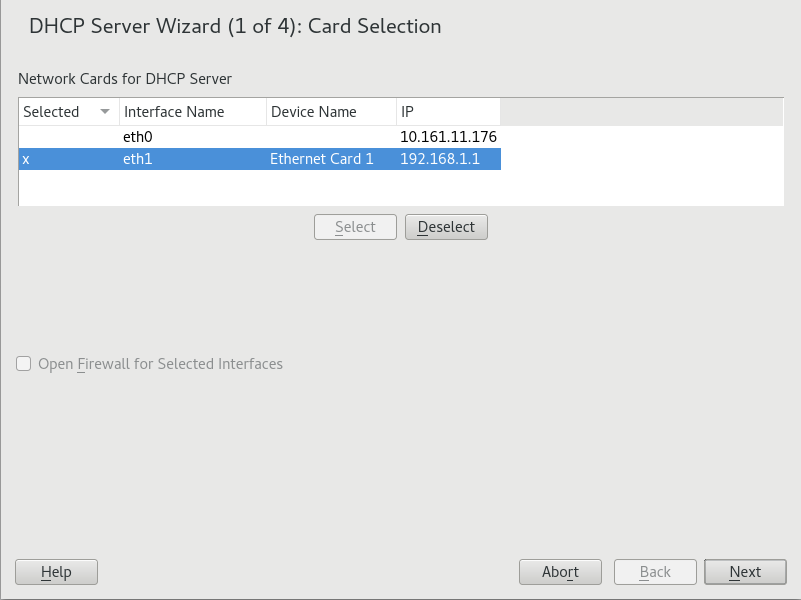 DHCP Server Wizard (1 of 4): Card Selection
Network Cards for DHCP Server
Selected Interface Name Device Name IP
eth0 10.161.11.176
x eth1 Ethernet Card 1 192.168.1.1
Select Deselect
Open Firewall for Selected Interfaces
Help Abort Back Next